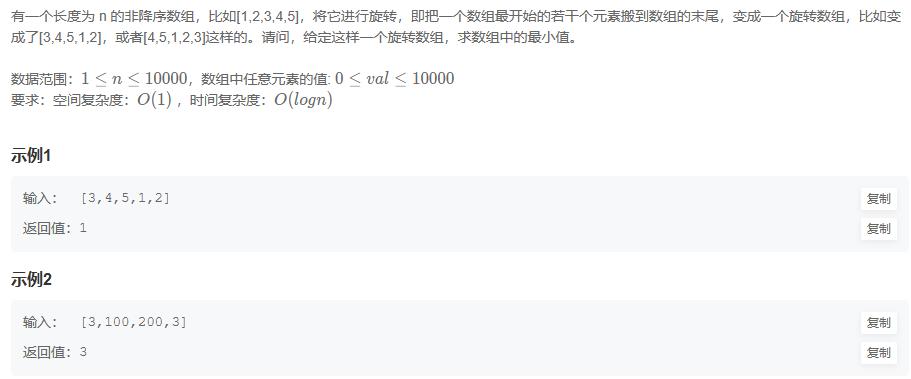 有一个长度为 n 的非降序数组，比如[1,2,3,4,5]，将它进行旋转，即把一个数组最开始的若干个元素搬到数组的末尾，变成一个旋转数组，比如变
成了[3,4,5,1,2]，或者[4,5,1,2,3]这样的。请问，给定这样一个旋转数组，求数组中的最小值。
数据范围：1 ≤ n ≤ 10000，数组中任意元素的值: 0 ≤ val ≤ 10000
要求：空间复杂度：O(1) ，时间复杂度：O(logn)
示例1
输入： [3,4,5,1,2] 复制
返回值：1 复制
示例2
输入： [3,100,200,3] 复制
返回值：3 复制